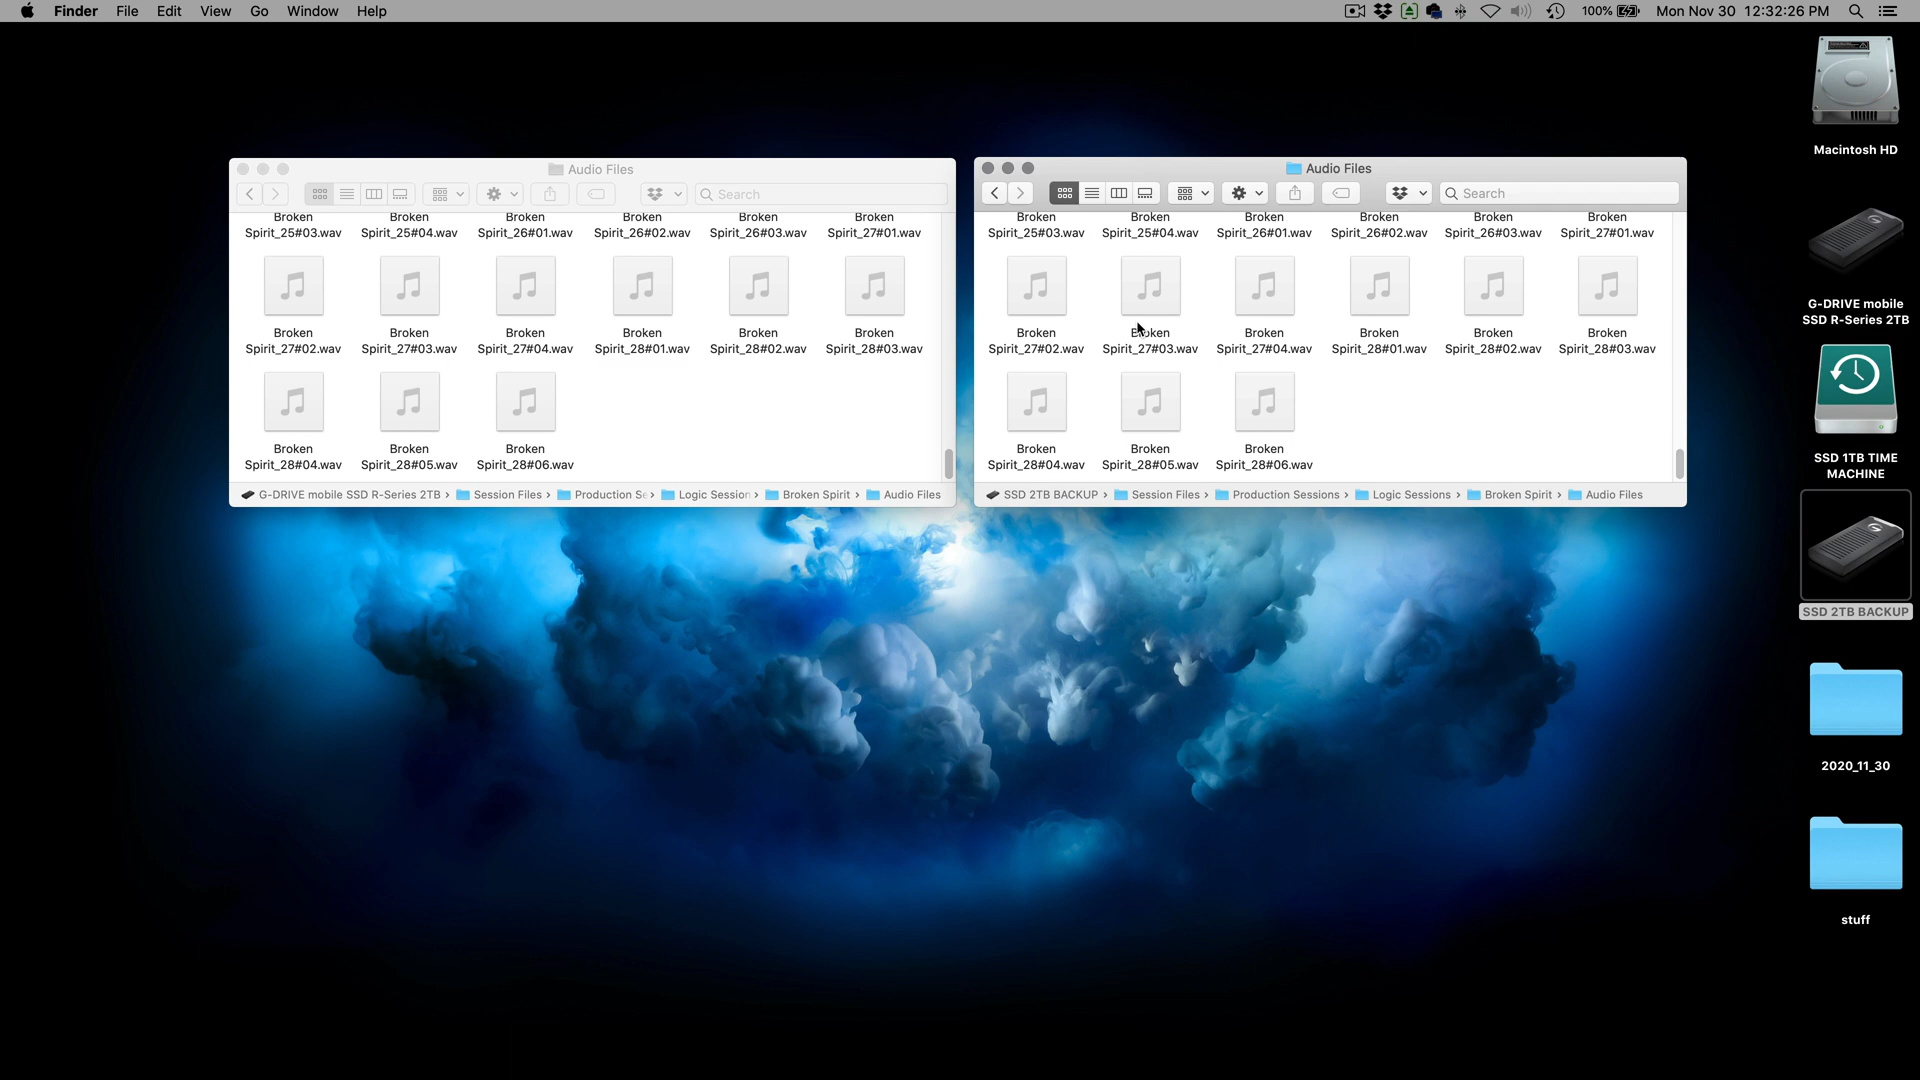 Finder File Edit View Go Window Help
100% Mon Nov 30 12:32:26 PM
Audio Files
Search
Broken Broken Broken Broken Broken Broken
Spirit_25#03.wav Spirit_25#04.wav Spirit_26#01.wav Spirit_26#02.wav Spirit_26#03.wav Spirit_27#01.wav
Broken Broken Broken Broken Broken Broken
Spirit_27#02.wav Spirit_27#03.wav Spirit_27#04.wav Spirit_28#01.wav Spirit_28#02.wav Spirit_28#03.wav
Broken Broken Broken
Spirit_28#04.wav Spirit_28#05.wav Spirit_28#06.wav
G-DRIVE mobile SSD R-Series 2TB › Session Files › Production Se › Logic Session › Broken Spirit › Audio Files
Audio Files
Search
Broken Broken Broken Broken Broken Broken
Spirit_25#03.wav Spirit_25#04.wav Spirit_26#01.wav Spirit_26#02.wav Spirit_26#03.wav Spirit_27#01.wav
Broken Broken Broken Broken Broken Broken
Spirit_27#02.wav Spirit_27#03.wav Spirit_27#04.wav Spirit_28#01.wav Spirit_28#02.wav Spirit_28#03.wav
Broken Broken Broken
Spirit_28#04.wav Spirit_28#05.wav Spirit_28#06.wav
SSD 2TB BACKUP › Session Files › Production Sessions › Logic Sessions › Broken Spirit › Audio Files
Macintosh HD
G-DRIVE mobile
SSD R-Series 2TB
SSD 1TB TIME
MACHINE
SSD 2TB BACKUP
2020_11_30
stuff